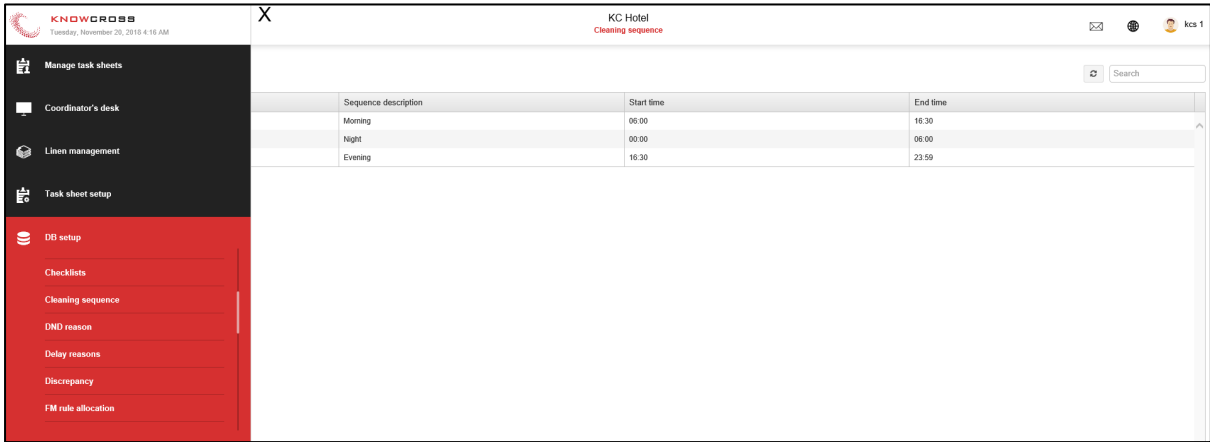 KNOWCROSS
Tuesday, November 20, 2018 4:16 AM
X
KC Hotel
Cleaning sequence
kcs 1
Manage task sheets
Coordinator's desk
Linen management
Task sheet setup
DB setup
Checklists
Cleaning sequence
DND reason
Delay reasons
Discrepancy
FM rule allocation
Search
Sequence description Start time End time
Morning 06:00 16:30
Night 00:00 06:00
Evening 16:30 23:59